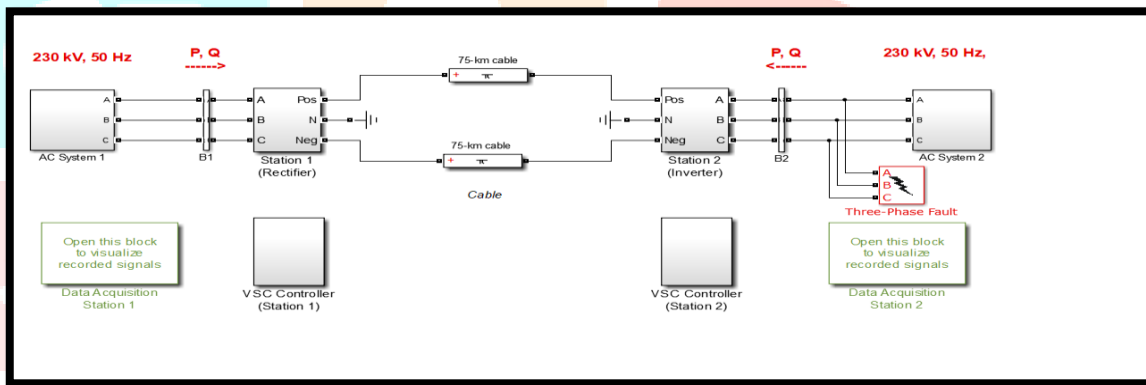 230 kV, 50 Hz
P, Q
------>
75-km cable
+
P, Q
<------
230 kV, 50 Hz,
A
B
C
AC System 1
B1
A
B
C
Pos
N
Neg
Station 1
(Rectifier)
75-km cable
+
Cable
Pos
N
Neg
A
B
C
Station 2
(Inverter)
B2
A
B
C
AC System 2
A
B
C
Three-Phase Fault
Open this block
to visualize
recorded signals
Data Acquisition
Station 1
VSC Controller
(Station 1)
VSC Controller
(Station 2)
Open this block
to visualize
recorded signals
Data Acquisition
Station 2